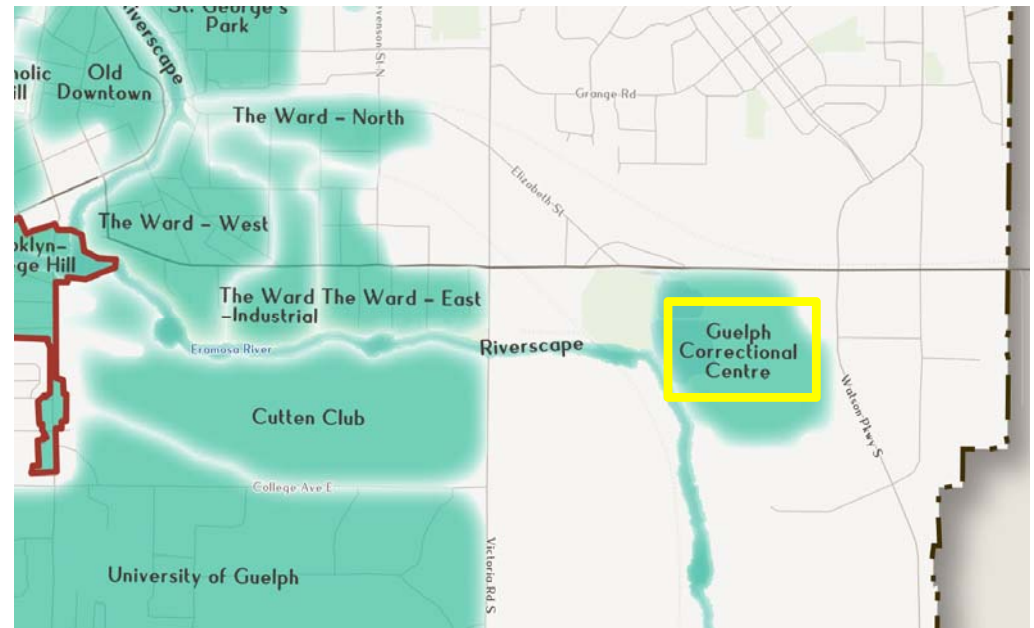 St. George's
Park
Riverscape
Old
Downtown
The Ward – North
Grange Rd
Elizabeth St
The Ward – West
The Ward
–Industrial
The Ward – East
Eramosa River
Riverscape
Guelph
Correctional
Centre
Cutten Club
Watson Pkwy S
College Ave E
University of Guelph
Victoria Rd S